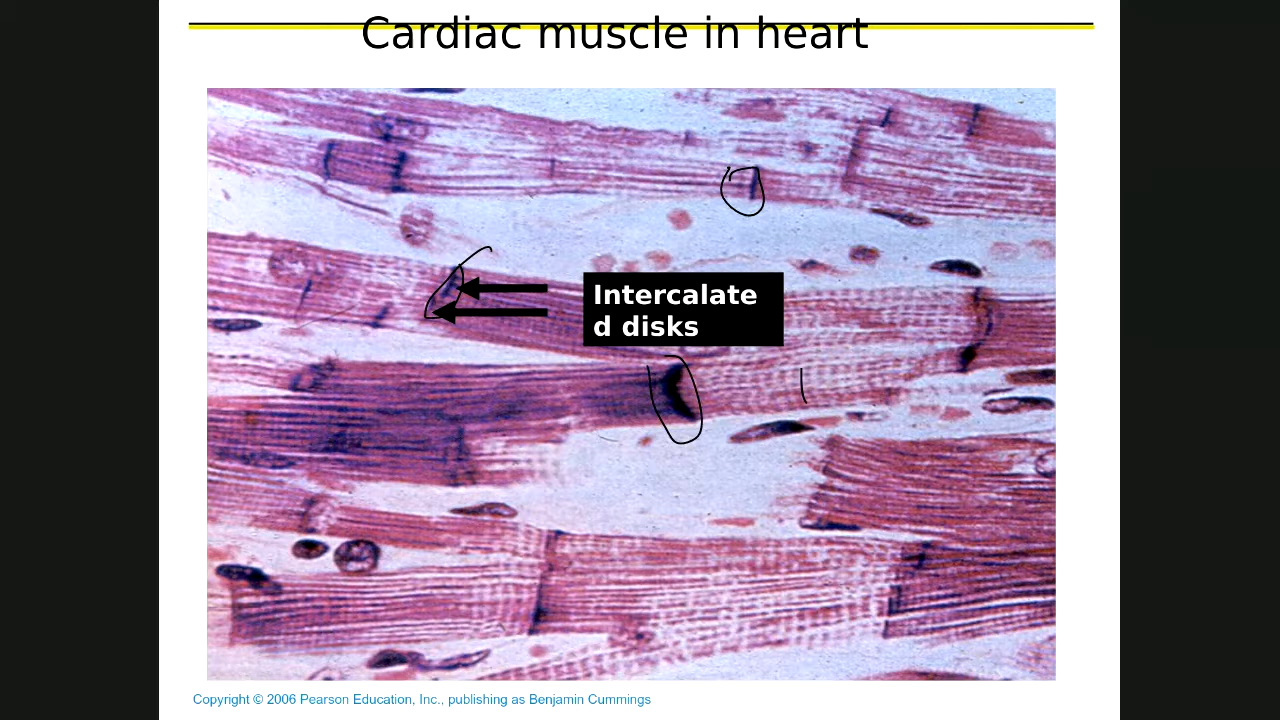 Cardiac muscle in heart
Intercalate
d disks
Copyright © 2006 Pearson Education, Inc., publishing as Benjamin Cummings